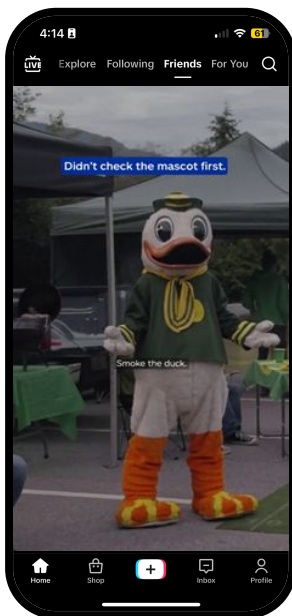 4:14
61
LIVE
Explore Following Friends For You
Didn't check the mascot first.
Smoke the duck.
Home Shop Inbox Profile